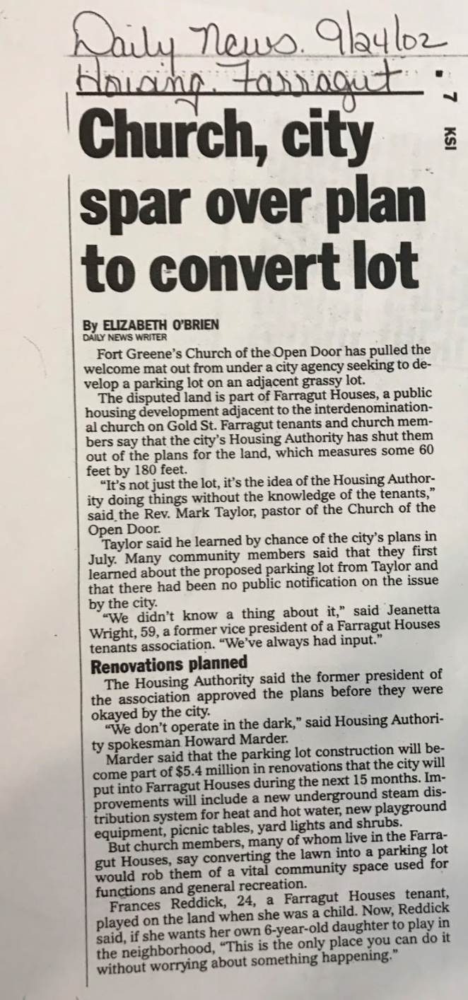 Daily News. 9/24/02
Housing. Farragut
▪ 7 KSI
Church, city
spar over plan
to convert lot
By ELIZABETH O'BRIEN
DAILY NEWS WRITER
Fort Greene's Church of the Open Door has pulled the
welcome mat out from under a city agency seeking to de-
velop a parking lot on an adjacent grassy lot.
The disputed land is part of Farragut Houses, a public
housing development adjacent to the interdenomination-
al church on Gold St. Farragut tenants and church mem-
bers say that the city's Housing Authority has shut them
out of the plans for the land, which measures some 60
feet by 180 feet.
"It's not just the lot, it's the idea of the Housing Author-
ity doing things without the knowledge of the tenants,"
said the Rev. Mark Taylor, pastor of the Church of the
Open Door.
Taylor said he learned by chance of the city's plans in
July. Many community members said that they first
learned about the proposed parking lot from Taylor and
that there had been no public notification on the issue
by the city.
"We didn't know a thing about it," said Jeanetta
Wright, 59, a former vice president of a Farragut Houses
tenants association. "We've always had input."
Renovations planned
The Housing Authority said the former president of
the association approved the plans before they were
okayed by the city.
"We don't operate in the dark," said Housing Authori-
ty spokesman Howard Marder.
Marder said that the parking lot construction will be-
come part of $5.4 million in renovations that the city will
put into Farragut Houses during the next 15 months. Im-
provements will include a new underground steam dis-
tribution system for heat and hot water, new playground
equipment, picnic tables, yard lights and shrubs.
But church members, many of whom live in the Farra-
gut Houses, say converting the lawn into a parking lot
would rob them of a vital community space used for
functions and general recreation.
Frances Reddick, 24, a Farragut Houses tenant,
played on the land when she was a child. Now, Reddick
said, if she wants her own 6-year-old daughter to play in
the neighborhood, "This is the only place you can do it
without worrying about something happening."